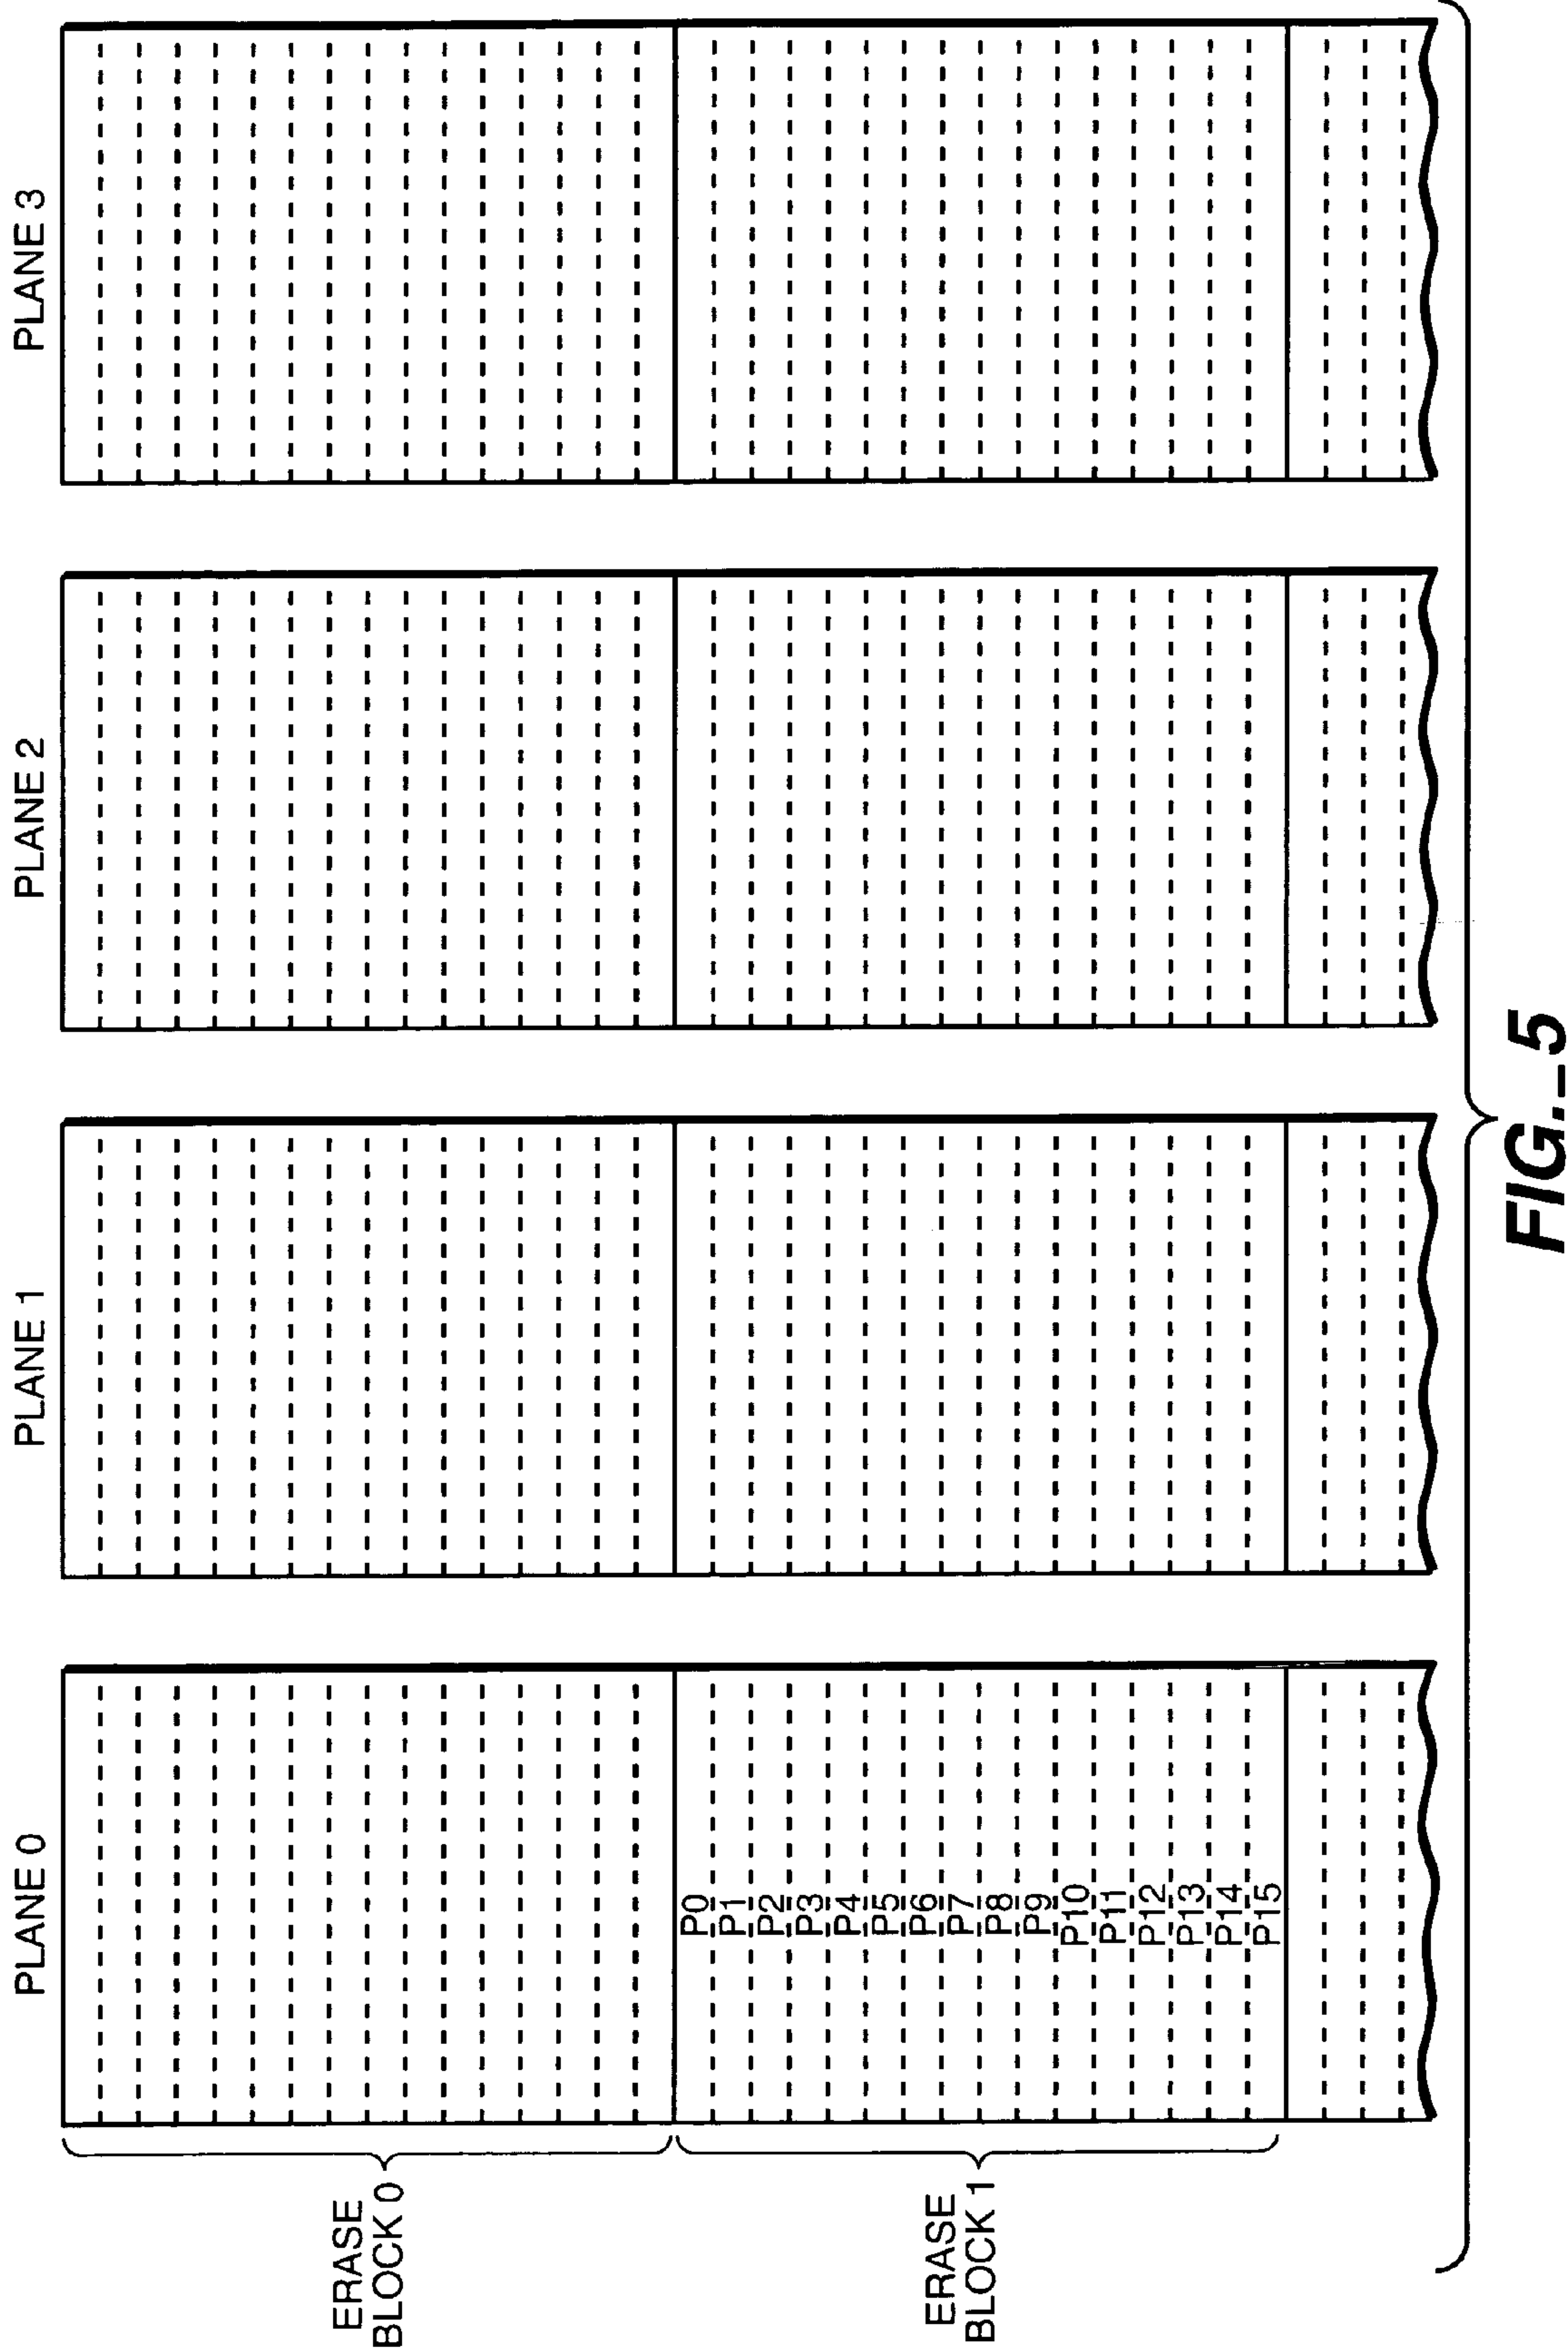 PLANE 0
PLANE 1
PLANE 2
PLANE 3
ERASE
BLOCK 0
ERASE
BLOCK 1
P0
P1
P2
P3
P4
P5
P6
P7
P8
P9
P10
P11
P12
P13
P14
P15
FIG._5